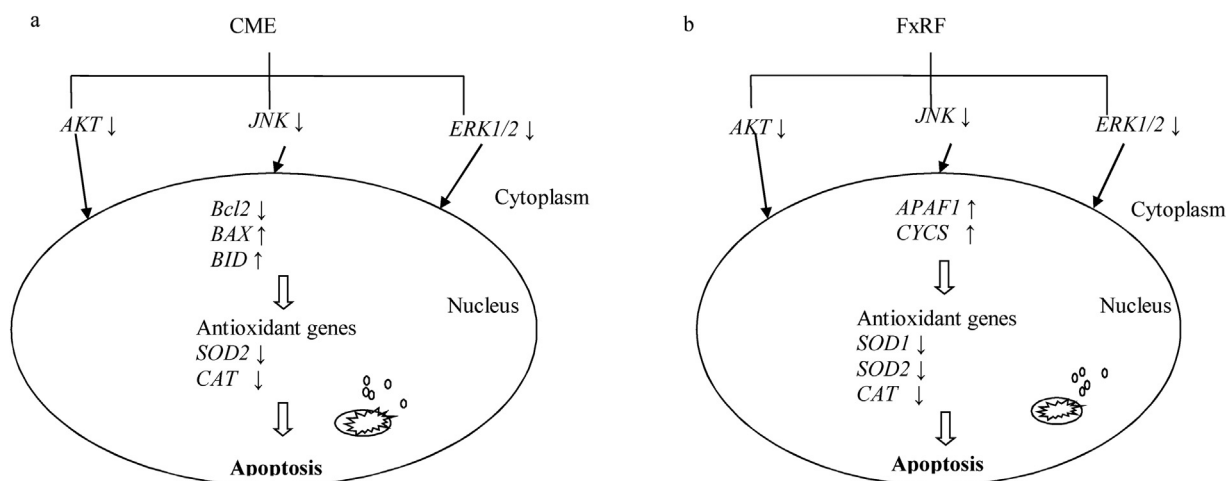 a
CME
AKT ↓
JNK ↓
ERK1/2 ↓
Cytoplasm
Bcl2 ↓
BAX ↑
BID ↑
Nucleus
Antioxidant genes
SOD2 ↓
CAT ↓
Apoptosis
b
FxRF
AKT ↓
JNK ↓
ERK1/2 ↓
Cytoplasm
APAF1 ↑
CYCS ↑
Nucleus
Antioxidant genes
SOD1 ↓
SOD2 ↓
CAT ↓
Apoptosis